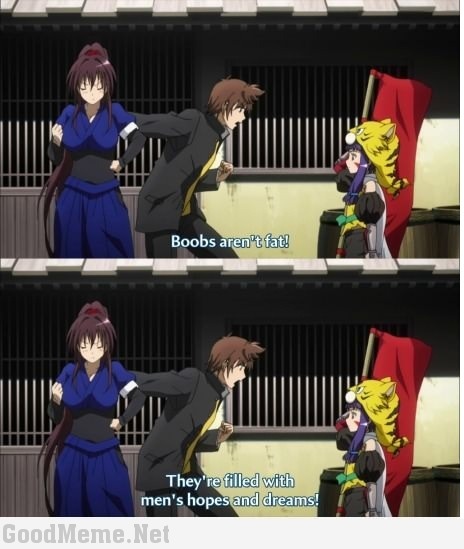 Boobs aren't fat!
They're filled with
men's hopes and dreams!
GoodMeme.Net